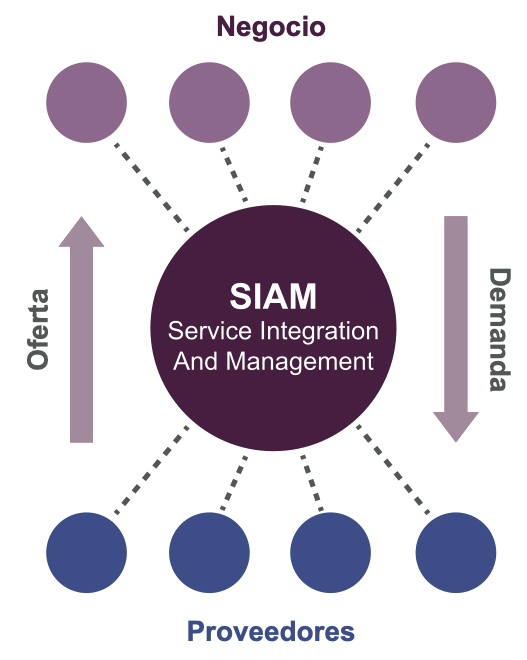 Negocio
SIAM
Service Integration
And Management
Oferta
Demanda
Proveedores